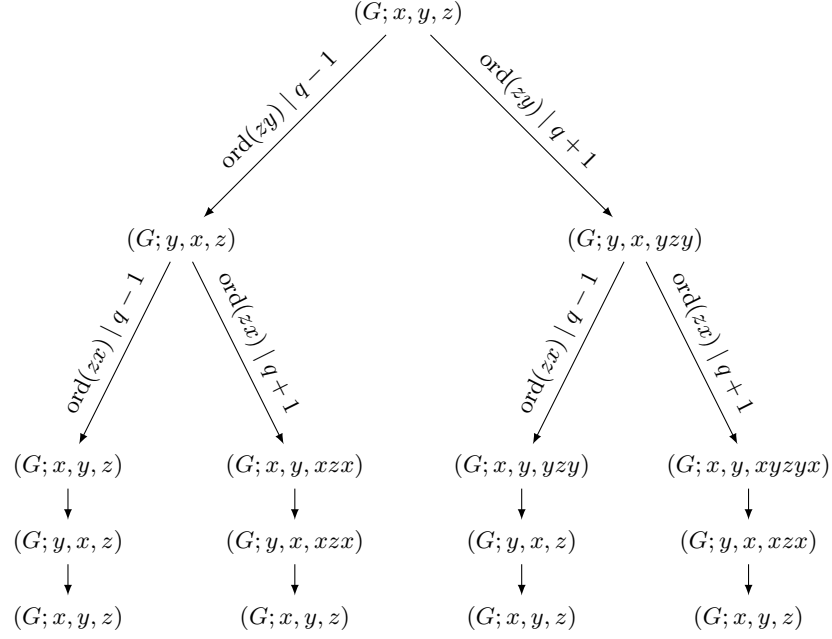 (G; x, y, z)
ord(zy) | q − 1
ord(zy) | q + 1
(G; y, x, z)
(G; y, x, yzy)
ord(zx) | q − 1
ord(zx) | q + 1
ord(zx) | q − 1
ord(zx) | q + 1
(G; x, y, z)
(G; x, y, xzx)
(G; x, y, yzy)
(G; x, y, xyzyx)
(G; y, x, z)
(G; y, x, xzx)
(G; y, x, z)
(G; y, x, xzx)
(G; x, y, z)
(G; x, y, z)
(G; x, y, z)
(G; x, y, z)